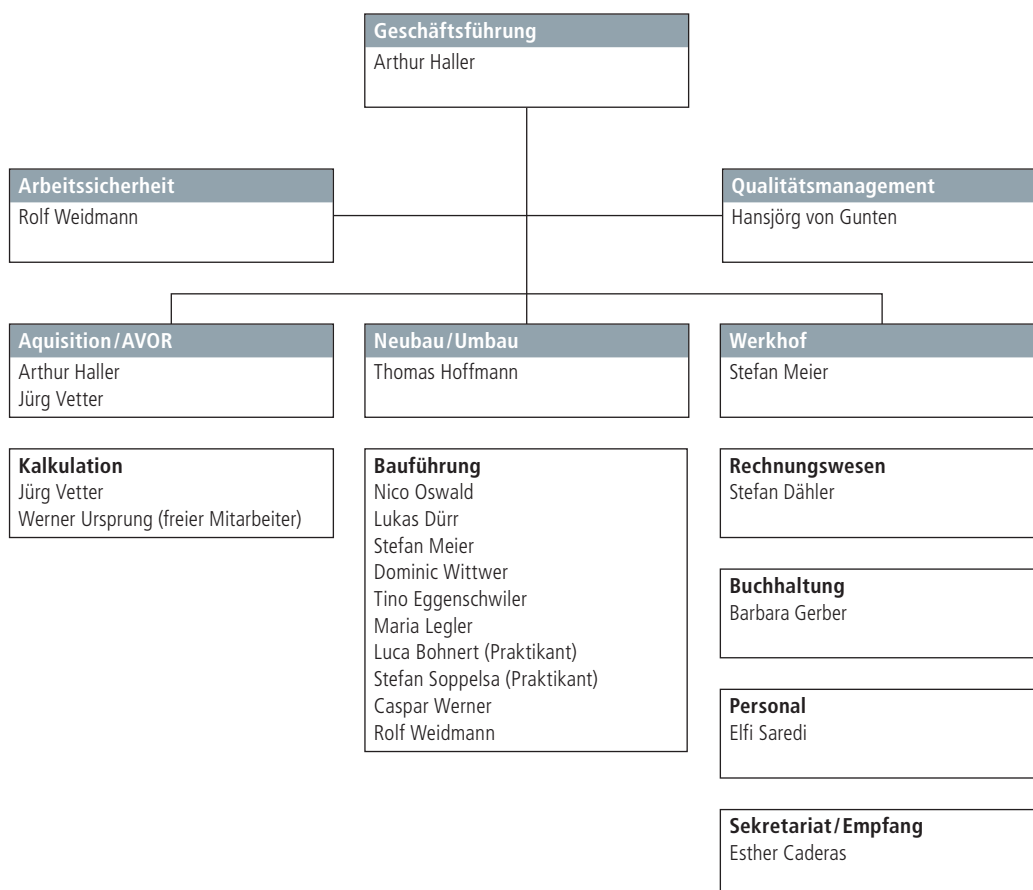 Geschäftsführung
Arthur Haller
Arbeitssicherheit
Rolf Weidmann
Qualitätsmanagement
Hansjörg von Gunten
Aquisition/AVOR
Arthur Haller
Jürg Vetter
Neubau/Umbau
Thomas Hoffmann
Werkhof
Stefan Meier
Kalkulation
Jürg Vetter
Werner Ursprung (freier Mitarbeiter)
Bauführung
Nico Oswald
Lukas Dürr
Stefan Meier
Dominic Wittwer
Tino Eggenschwiler
Maria Legler
Luca Bohnert (Praktikant)
Stefan Soppelsa (Praktikant)
Caspar Werner
Rolf Weidmann
Rechnungswesen
Stefan Dähler
Buchhaltung
Barbara Gerber
Personal
Elfi Saredi
Sekretariat/Empfang
Esther Caderas